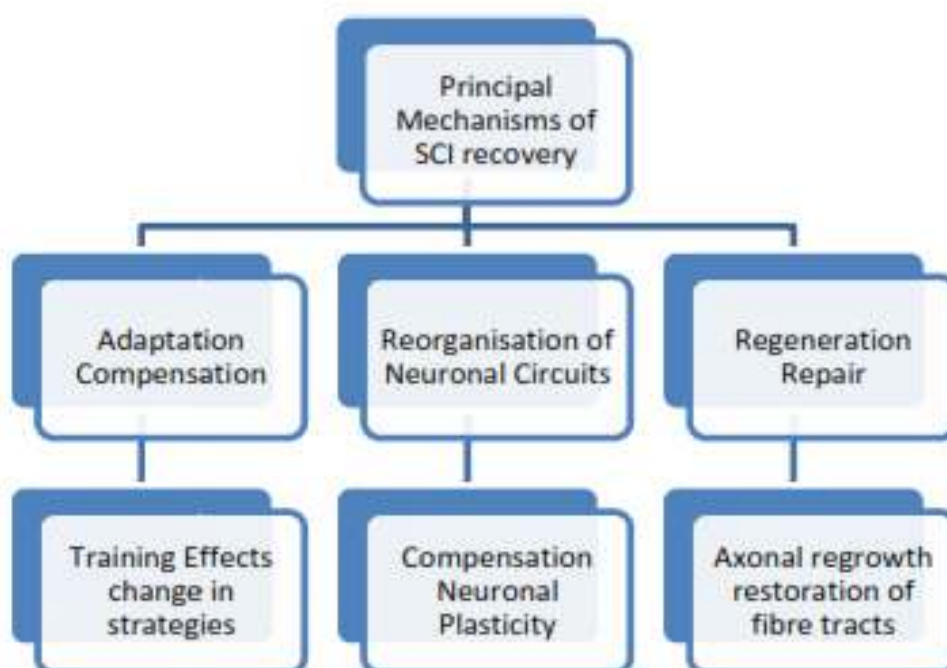 Principal
Mechanisms of
SCI recovery
Adaptation
Compensation
Reorganisation of
Neuronal Circuits
Regeneration
Repair
Training Effects
change in
strategies
Compensation
Neuronal
Plasticity
Axonal regrowth
restoration of
fibre tracts